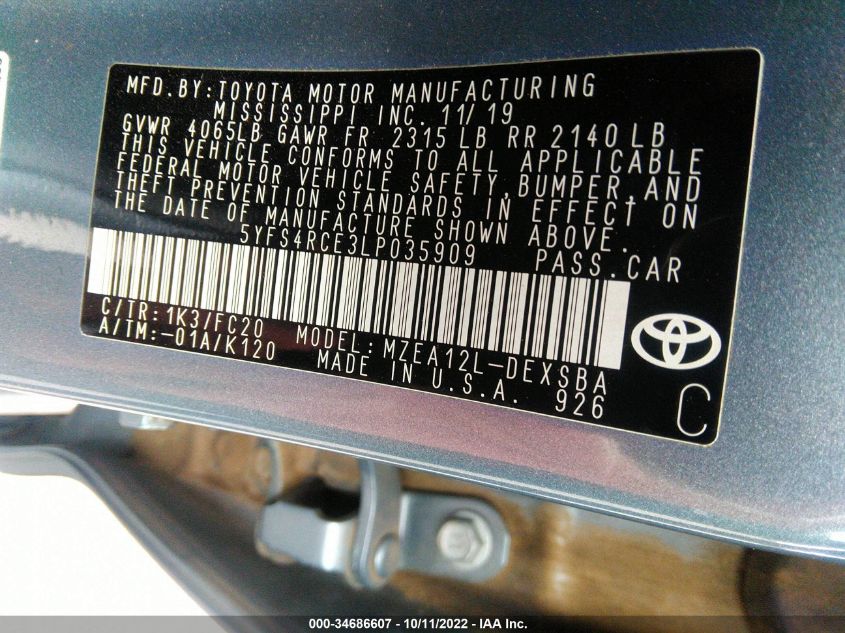 MFD.BY:TOYOTA MOTOR MANUFACTURING
MISSISSIPPI INC. 11/19
GVWR 4065LB GAWR FR 2315 LB RR 2140 LB
THIS VEHICLE CONFORMS TO ALL APPLICABLE
FEDERAL MOTOR VEHICLE SAFETY,BUMPER,AND
THEFT PREVENTION STANDARDS IN EFFECT ON
THE DATE OF MANUFACTURE SHOWN ABOVE.
5YFS4RCE3LP035909 PASS.CAR
C/TR:1K3/FC20 MODEL:MZEA12L-DEXSBA
A/TM:-01A/K120 MADE IN U.S.A. 926
C
000-34686607 - 10/11/2022 - IAA Inc.